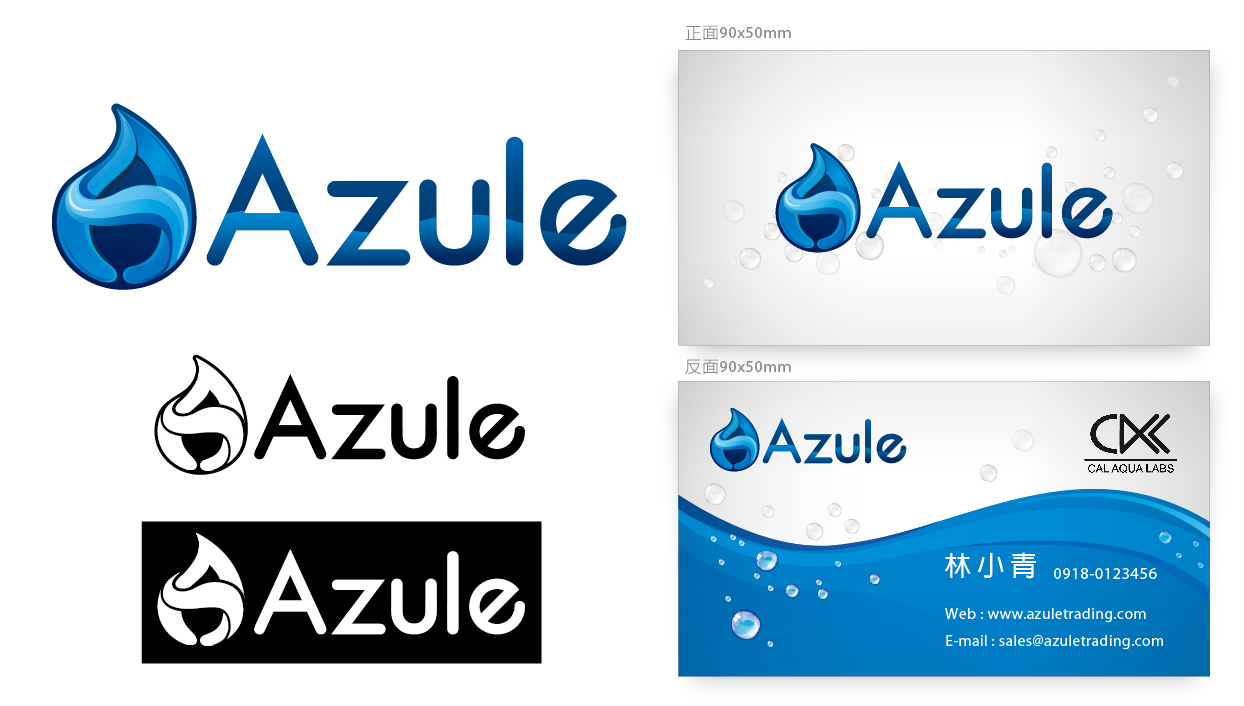 Azule
Azule
Azule
正面90x50mm
Azule
反面90x50mm
Azule
CAL AQUA LABS
林小青 0918-0123456
Web : www.azuletrading.com
E-mail : sales@azuletrading.com